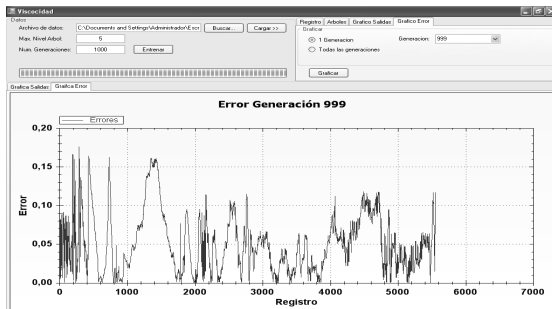 Viscocidad
Datos
Archivo de datos: C:\Documents and Settings\Administrador\Escri Buscar... Cargar >>
Max. Nivel Arbol: 5
Num. Generaciones: 1000 Entrenar
Registro Arboles Grafico Salidas Grafico Error
Graficar
1 Generacion Generacion: 999
Todas las generaciones
Graficar
Grafica Salidas Grafica Error
Error Generación 999
Errores
Error
0,20
0,15
0,10
0,05
0,00
0 1000 2000 3000 4000 5000 6000 7000
Registro